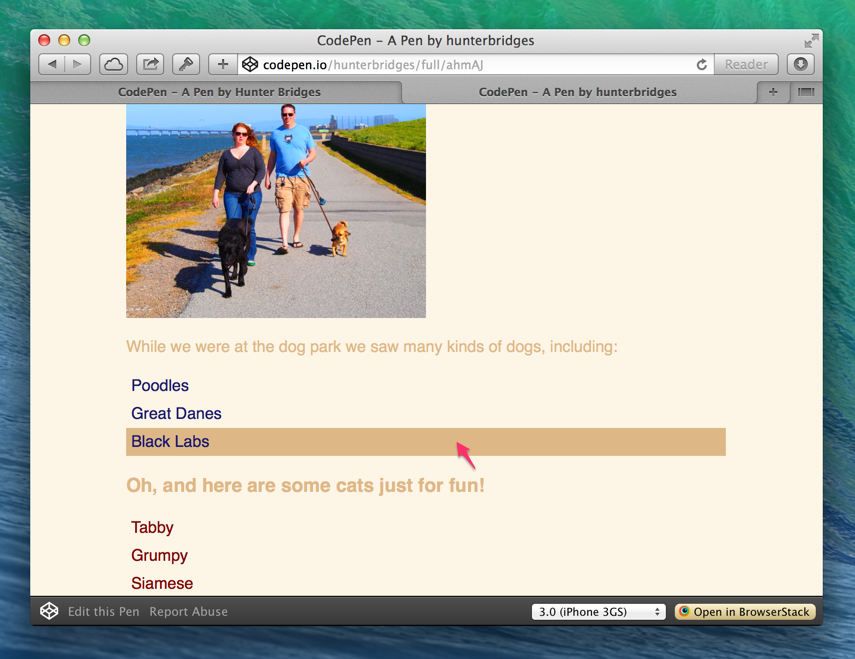 CodePen - A Pen by hunterbridges
codepen.io/hunterbridges/full/ahmAJ
Reader
CodePen - A Pen by Hunter Bridges
CodePen - A Pen by hunterbridges
While we were at the dog park we saw many kinds of dogs, including:
Poodles
Great Danes
Black Labs
Oh, and here are some cats just for fun!
Tabby
Grumpy
Siamese
Edit this Pen
Report Abuse
3.0 (iPhone 3GS)
Open in BrowserStack